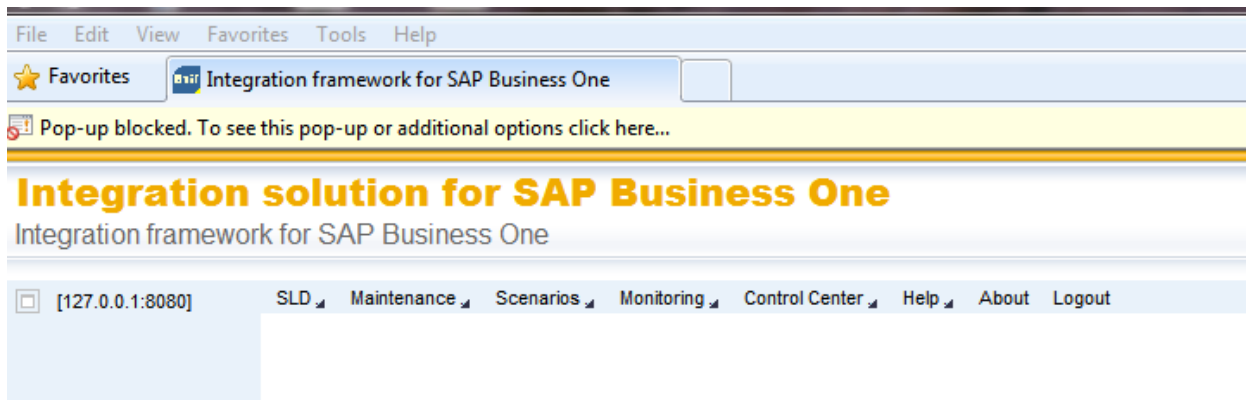 File Edit View Favorites Tools Help
Favorites Integration framework for SAP Business One
Pop-up blocked. To see this pop-up or additional options click here...
Integration solution for SAP Business One
Integration framework for SAP Business One
[127.0.0.1:8080] SLD Maintenance Scenarios Monitoring Control Center Help About Logout